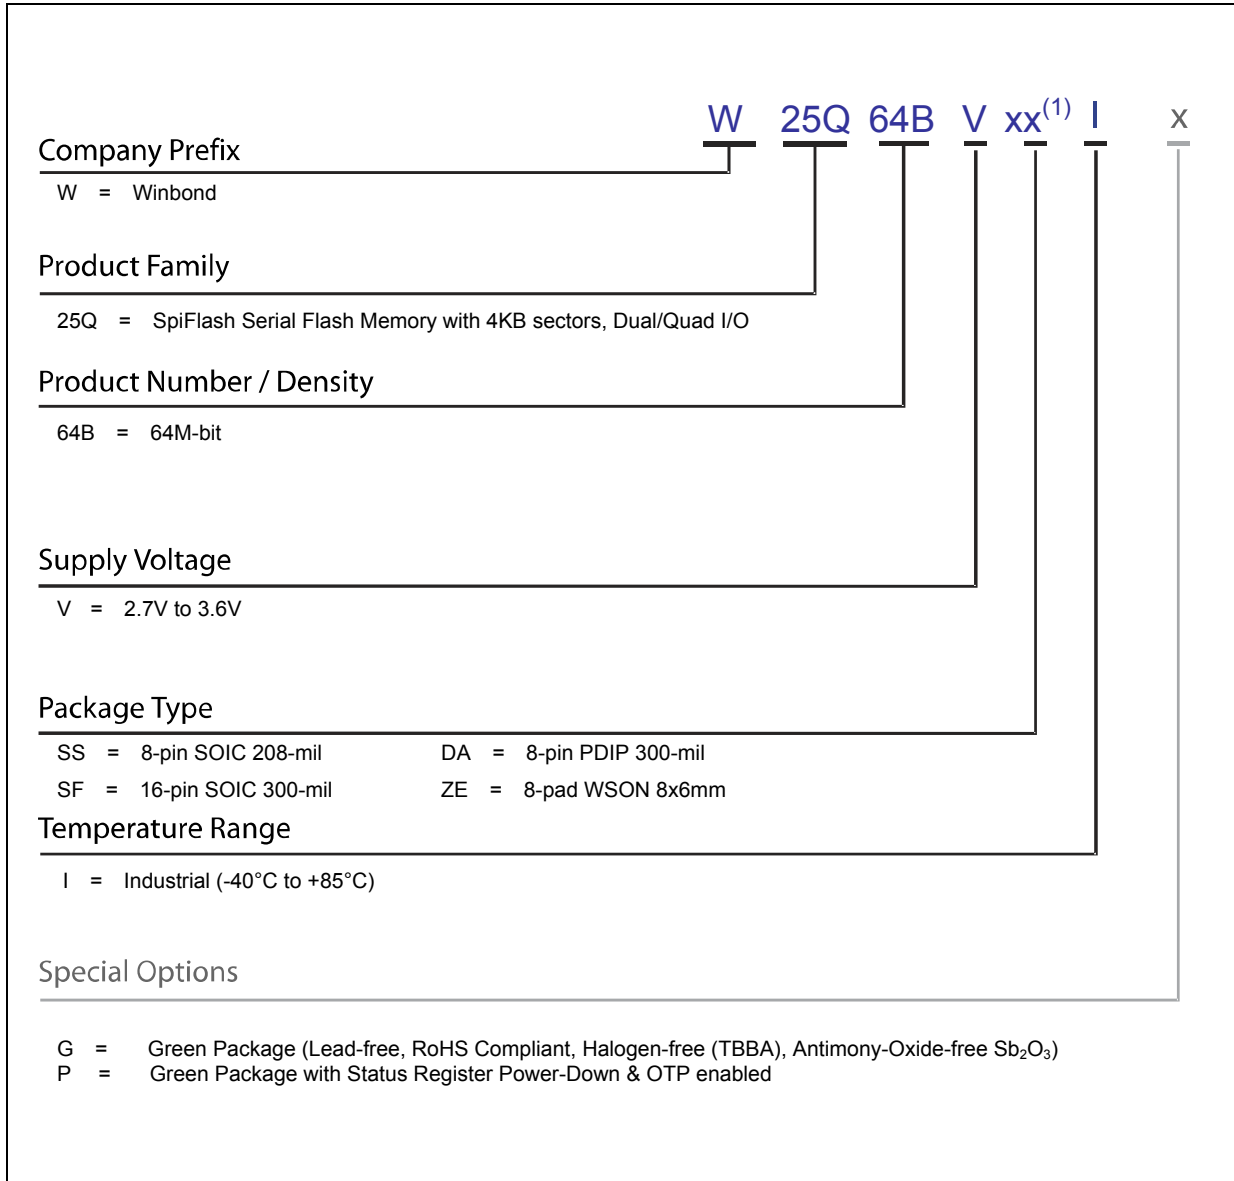 W 25Q 64B V xx(1) I x
Company Prefix
W = Winbond
Product Family
25Q = SpiFlash Serial Flash Memory with 4KB sectors, Dual/Quad I/O
Product Number / Density
64B = 64M-bit
Supply Voltage
V = 2.7V to 3.6V
Package Type
SS = 8-pin SOIC 208-mil DA = 8-pin PDIP 300-mil
SF = 16-pin SOIC 300-mil ZE = 8-pad WSON 8x6mm
Temperature Range
I = Industrial (-40°C to +85°C)
Special Options
G = Green Package (Lead-free, RoHS Compliant, Halogen-free (TBBA), Antimony-Oxide-free Sb₂O₃)
P = Green Package with Status Register Power-Down & OTP enabled